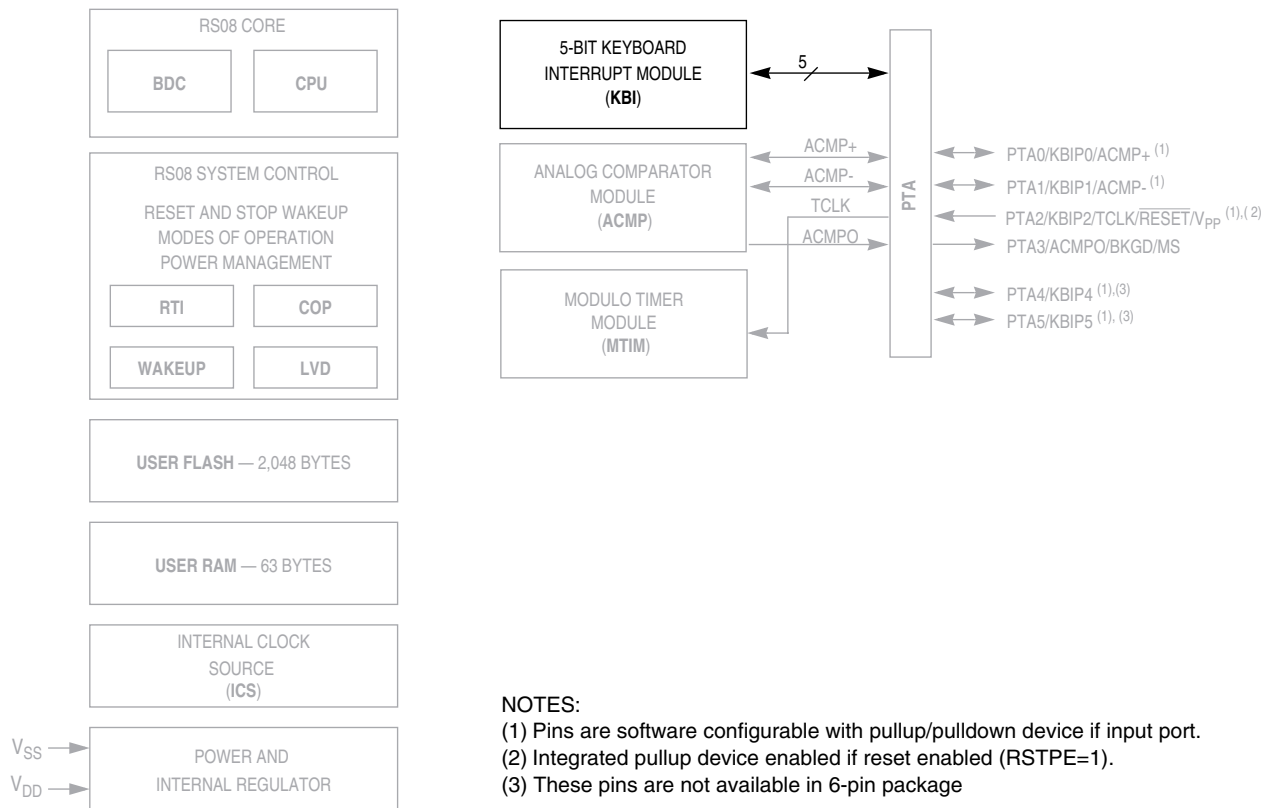 RS08 CORE
BDC
CPU
RS08 SYSTEM CONTROL
RESET AND STOP WAKEUP
MODES OF OPERATION
POWER MANAGEMENT
RTI
COP
WAKEUP
LVD
USER FLASH — 2,048 BYTES
USER RAM — 63 BYTES
INTERNAL CLOCK
SOURCE
(ICS)
VSS
VDD
POWER AND
INTERNAL REGULATOR
5-BIT KEYBOARD
INTERRUPT MODULE
(KBI)
5
ANALOG COMPARATOR
MODULE
(ACMP)
ACMP+
ACMP-
TCLK
ACMPO
MODULO TIMER
MODULE
(MTIM)
PTA
PTA0/KBIP0/ACMP+ (1)
PTA1/KBIP1/ACMP- (1)
PTA2/KBIP2/TCLK/RESET/VPP (1),( 2)
PTA3/ACMPO/BKGD/MS
PTA4/KBIP4 (1),(3)
PTA5/KBIP5 (1), (3)
NOTES:
(1) Pins are software configurable with pullup/pulldown device if input port.
(2) Integrated pullup device enabled if reset enabled (RSTPE=1).
(3) These pins are not available in 6-pin package